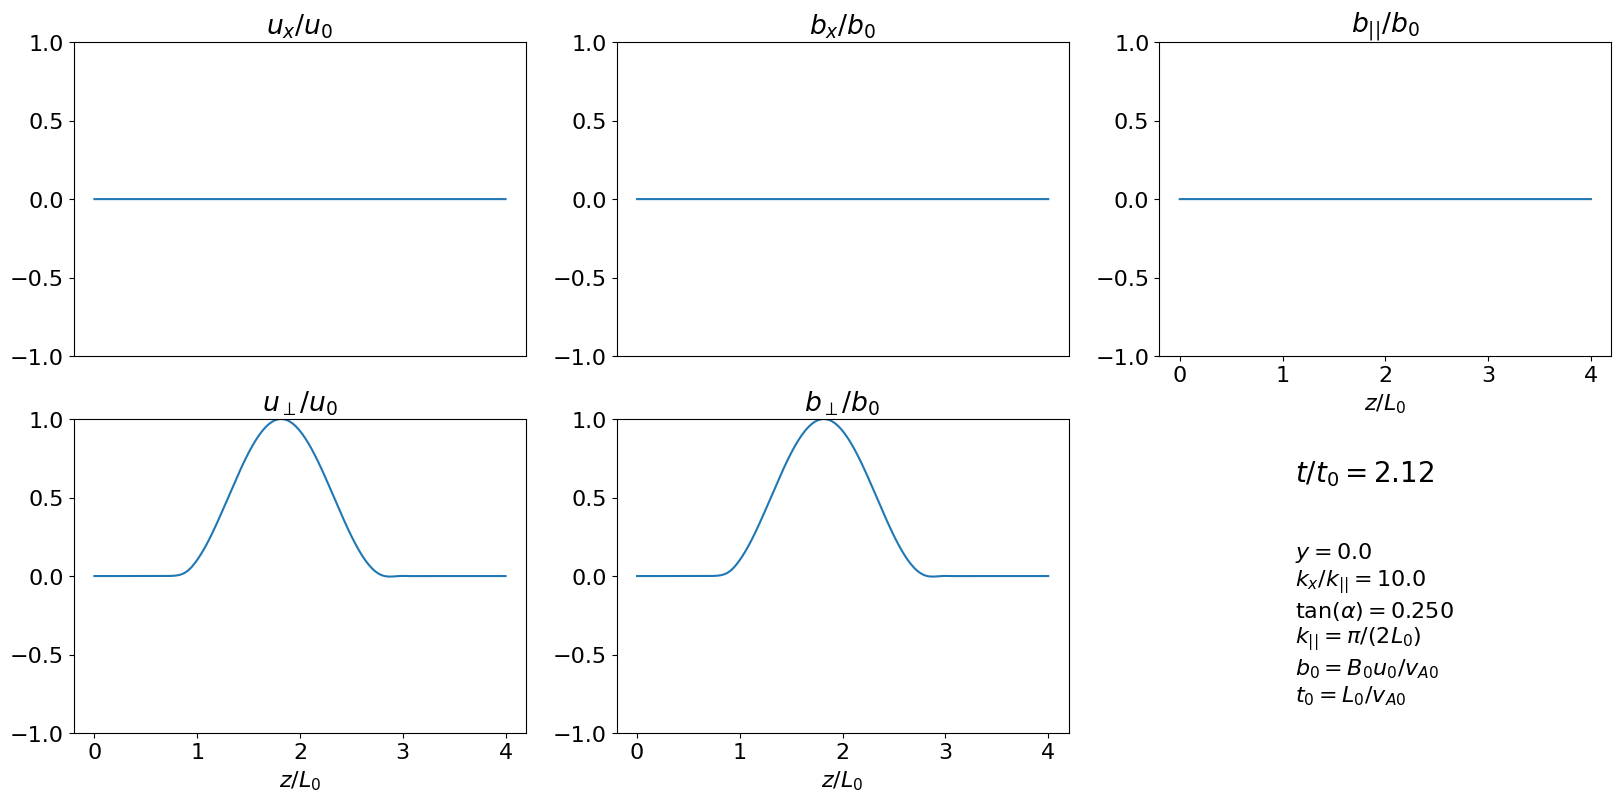 u_x/u_0
1.0
0.5
0.0
−0.5
−1.0
b_x/b_0
1.0
0.5
0.0
−0.5
−1.0
b_{||}/b_0
1.0
0.5
0.0
−0.5
−1.0
0 1 2 3 4
z/L_0
u_⊥/u_0
1.0
0.5
0.0
−0.5
−1.0
0 1 2 3 4
z/L_0
b_⊥/b_0
1.0
0.5
0.0
−0.5
−1.0
0 1 2 3 4
z/L_0
t/t_0 = 2.12
y = 0.0
k_x/k_{||} = 10.0
tan(α) = 0.250
k_{||} = π/(2L_0)
b_0 = B_0u_0/v_{A0}
t_0 = L_0/v_{A0}